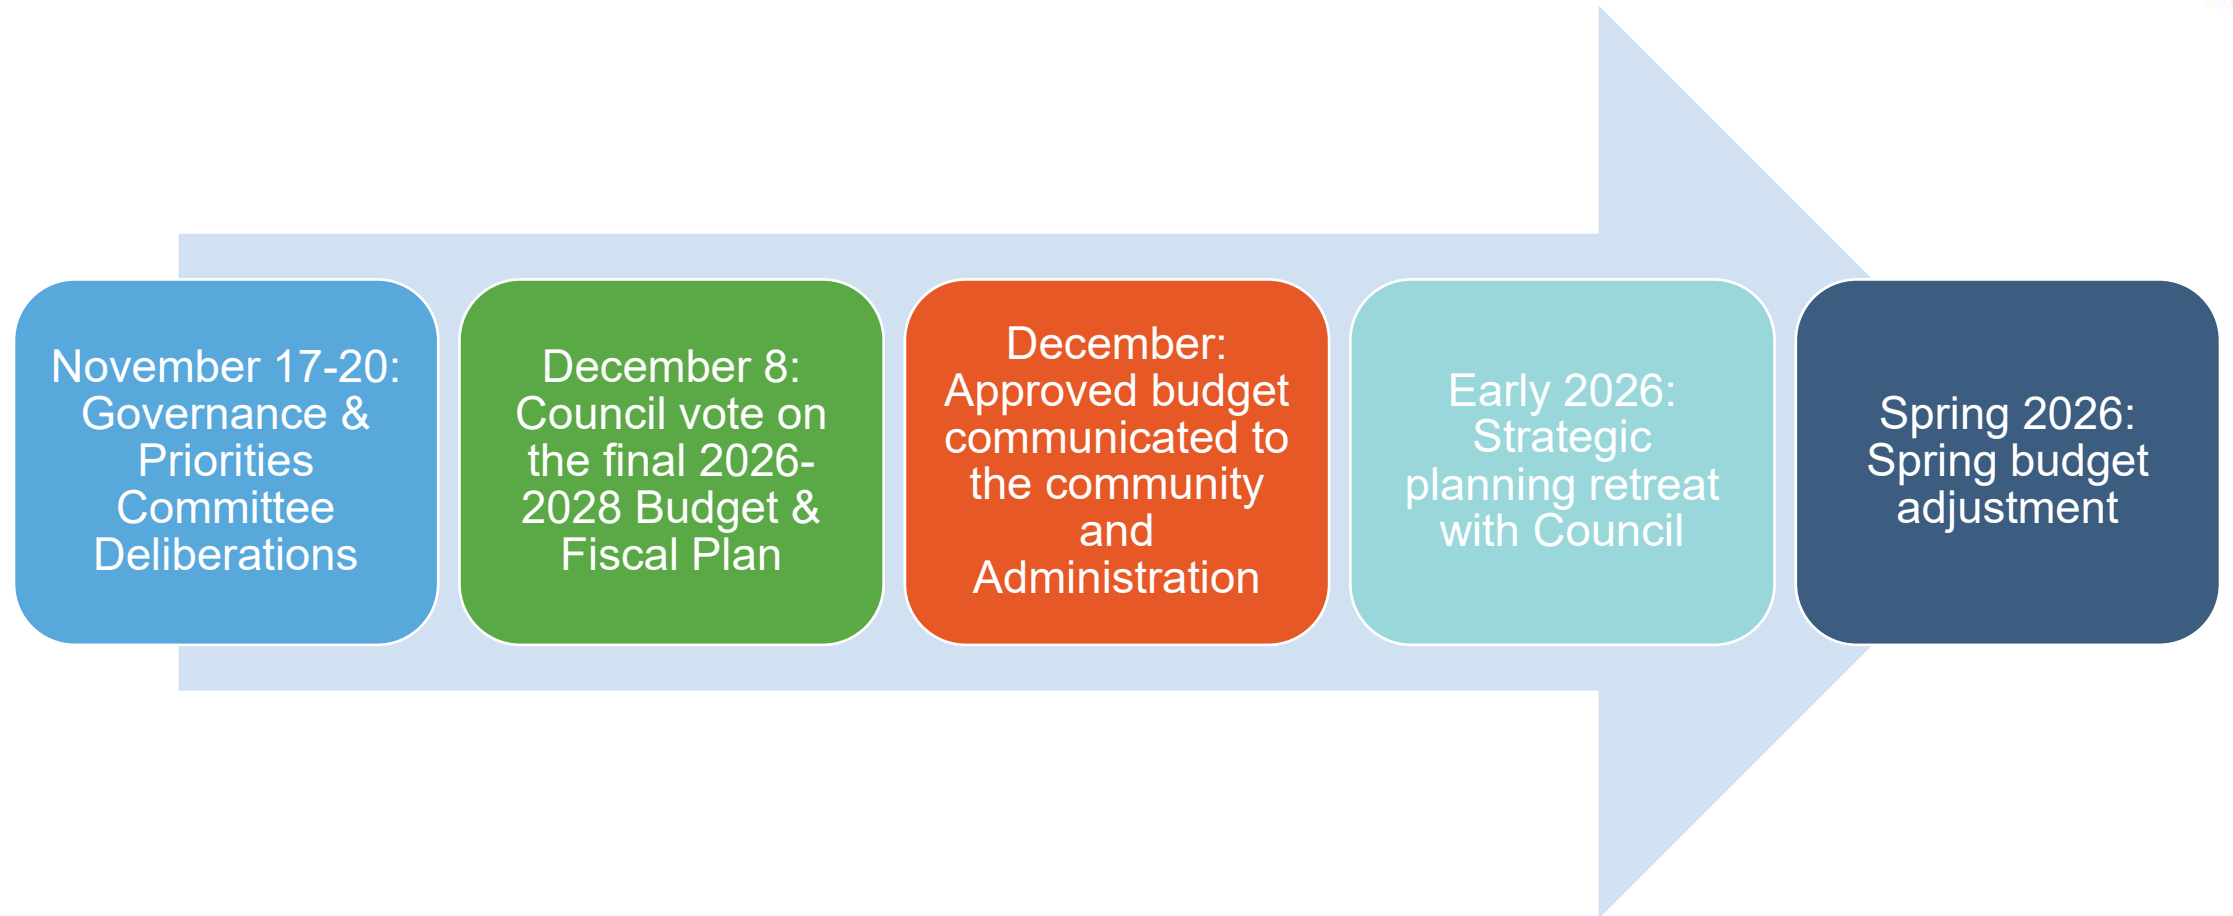 November 17-20:
Governance &
Priorities
Committee
Deliberations
December 8:
Council vote on
the final 2026-
2028 Budget &
Fiscal Plan
December:
Approved budget
communicated to
the community
and
Administration
Early 2026:
Strategic
planning retreat
with Council
Spring 2026:
Spring budget
adjustment